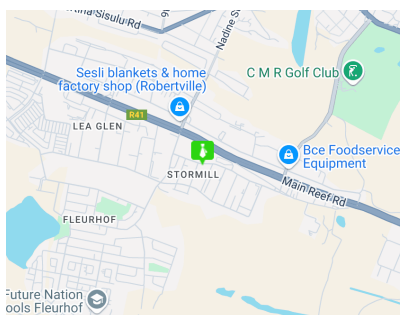 Sisulu Rd
Nadine S
Sesli blankets & home
factory shop (Robertville)
C M R Golf Club
R41
LEA GLEN
Bce Foodservice
Equipment
STORMILL
Main Reef Rd
FLEURHOF
Future Nation
ools Fleurhof